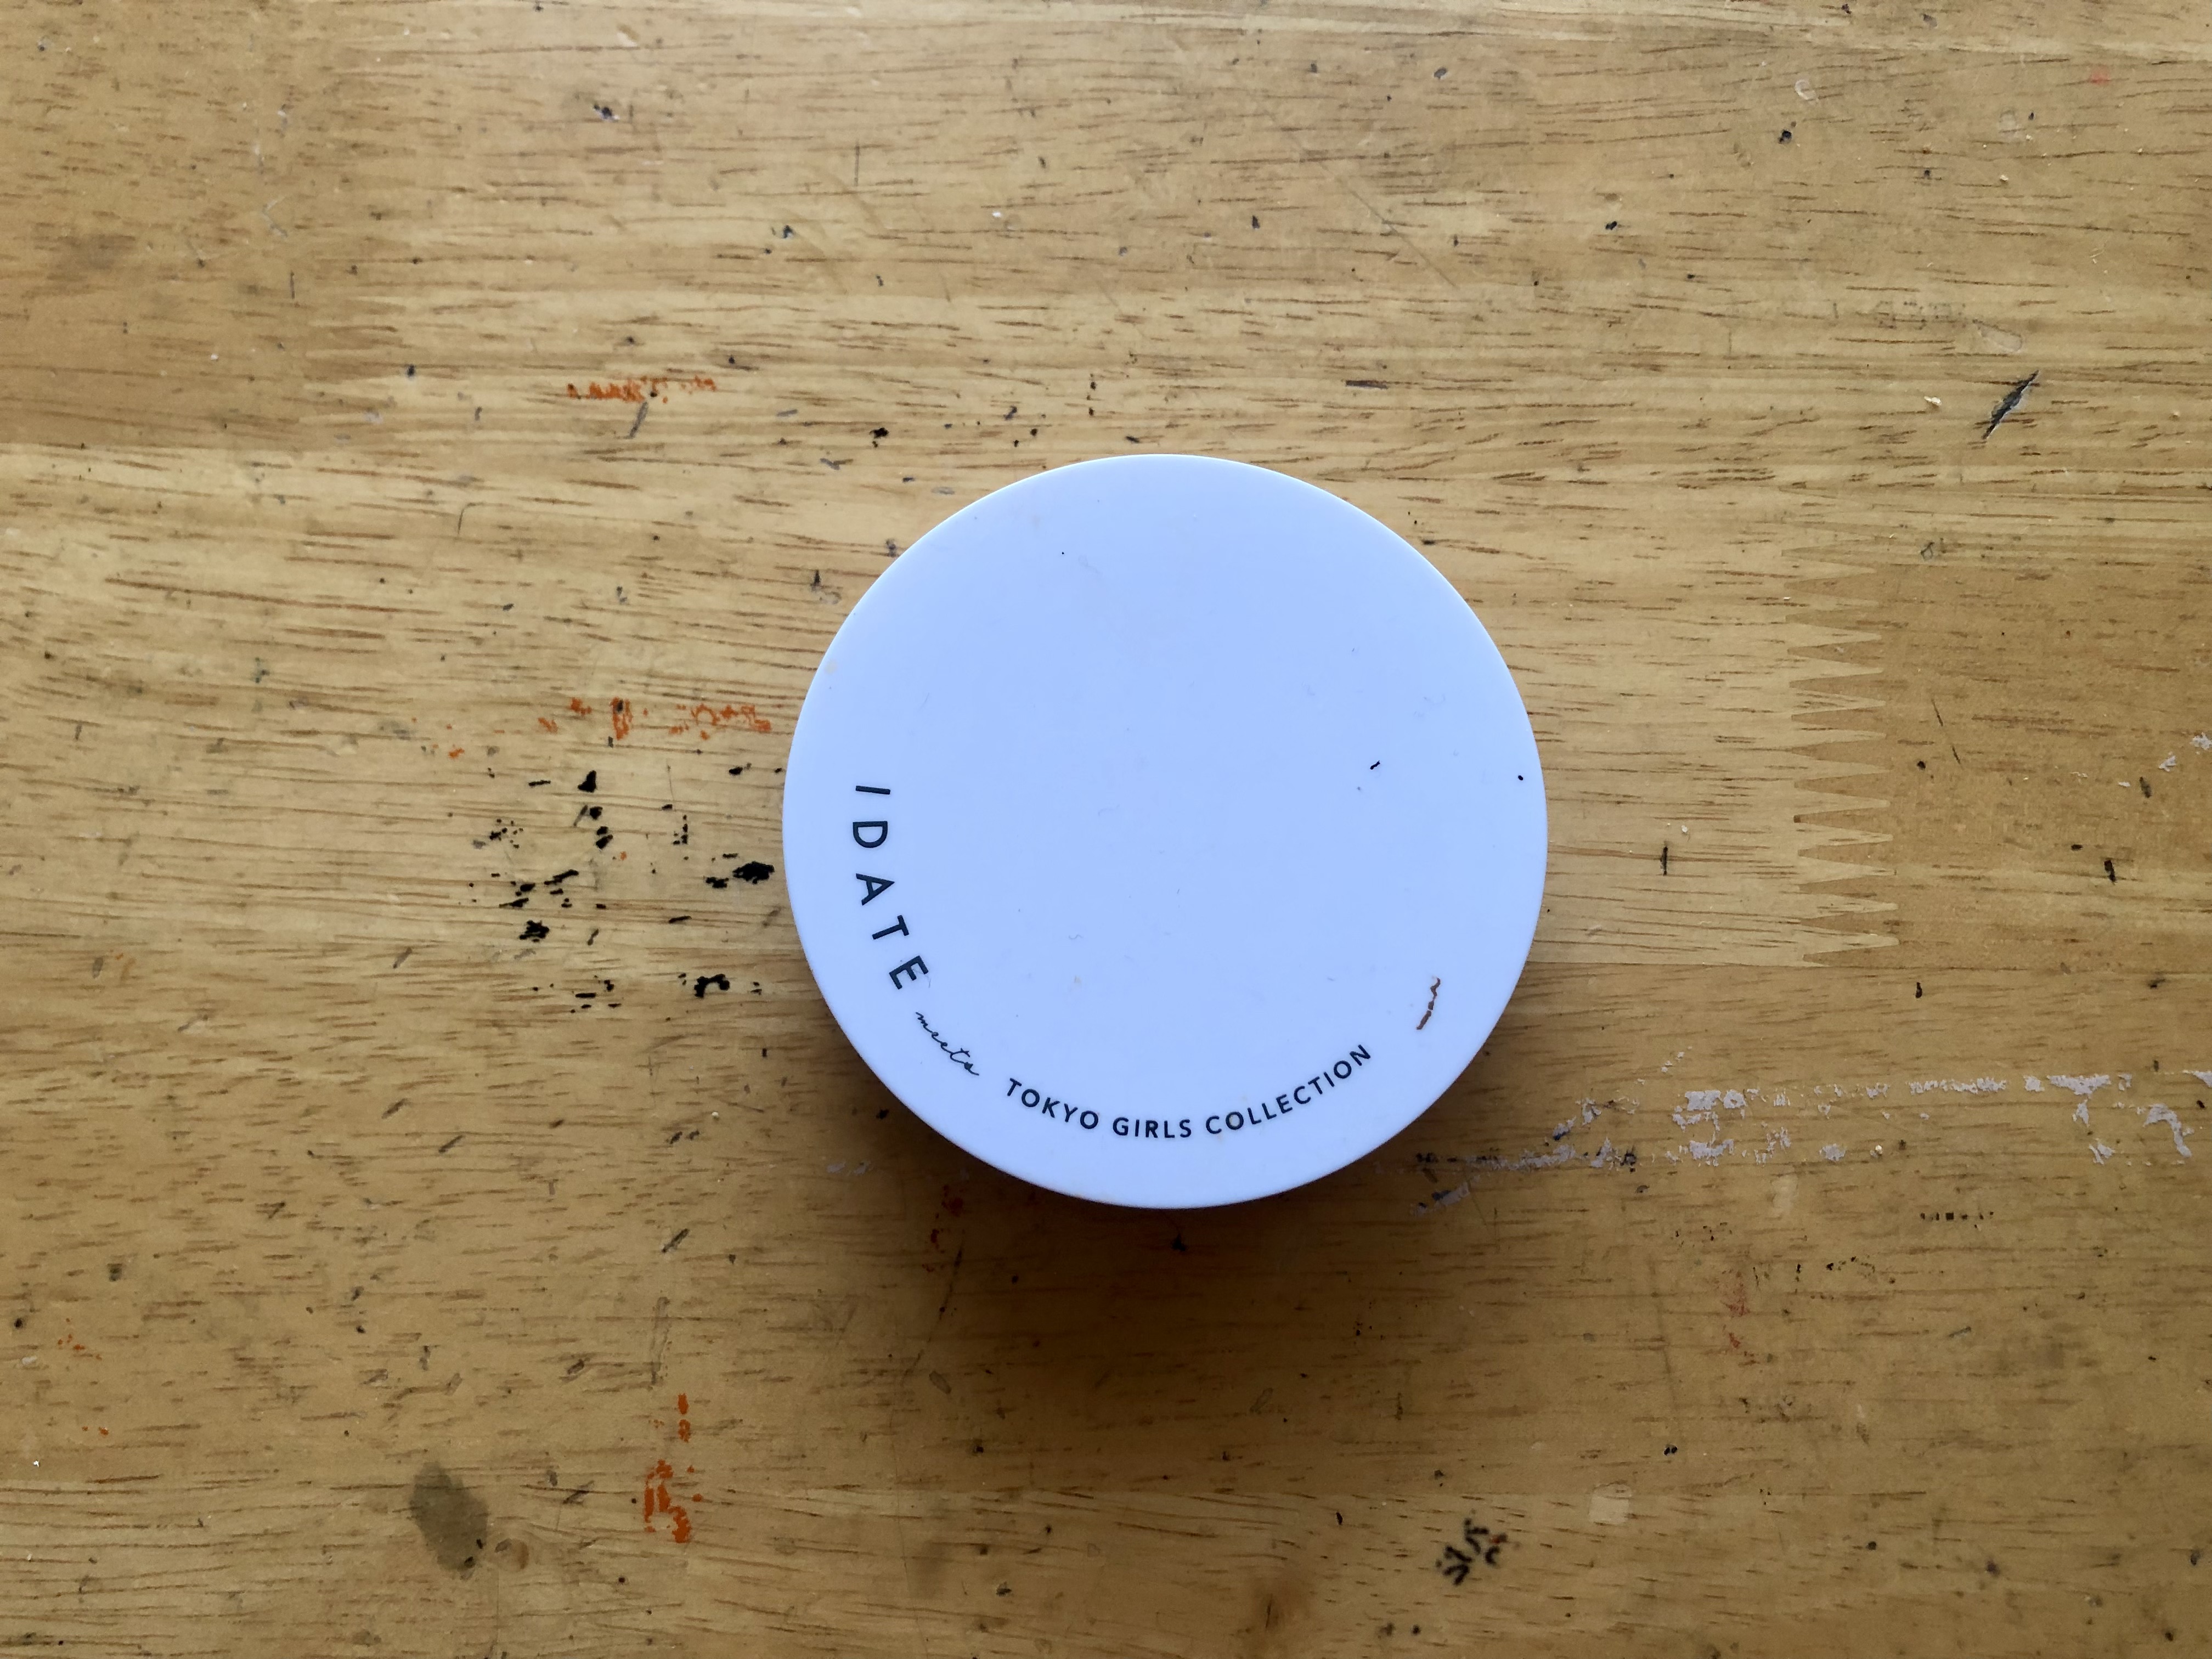 IDATE meets TOKYO GIRLS COLLECTION